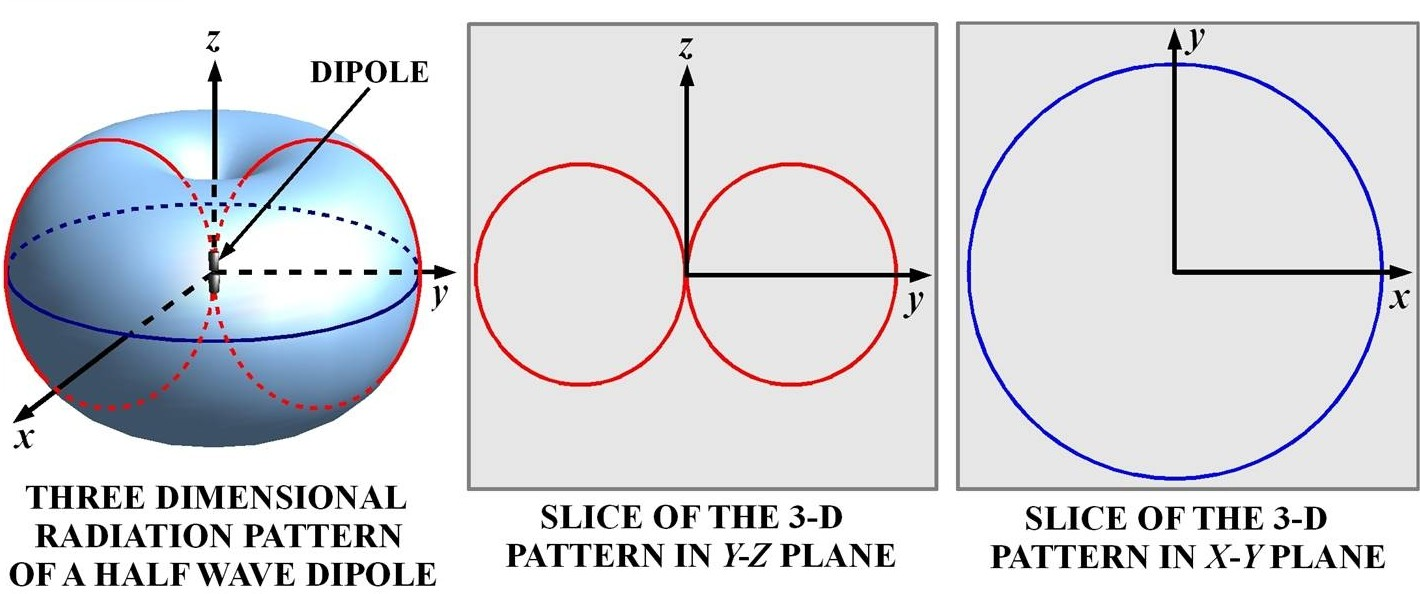 z
DIPOLE
y
x
THREE DIMENSIONAL
RADIATION PATTERN
OF A HALF WAVE DIPOLE
z
y
SLICE OF THE 3-D
PATTERN IN Y-Z PLANE
y
x
SLICE OF THE 3-D
PATTERN IN X-Y PLANE